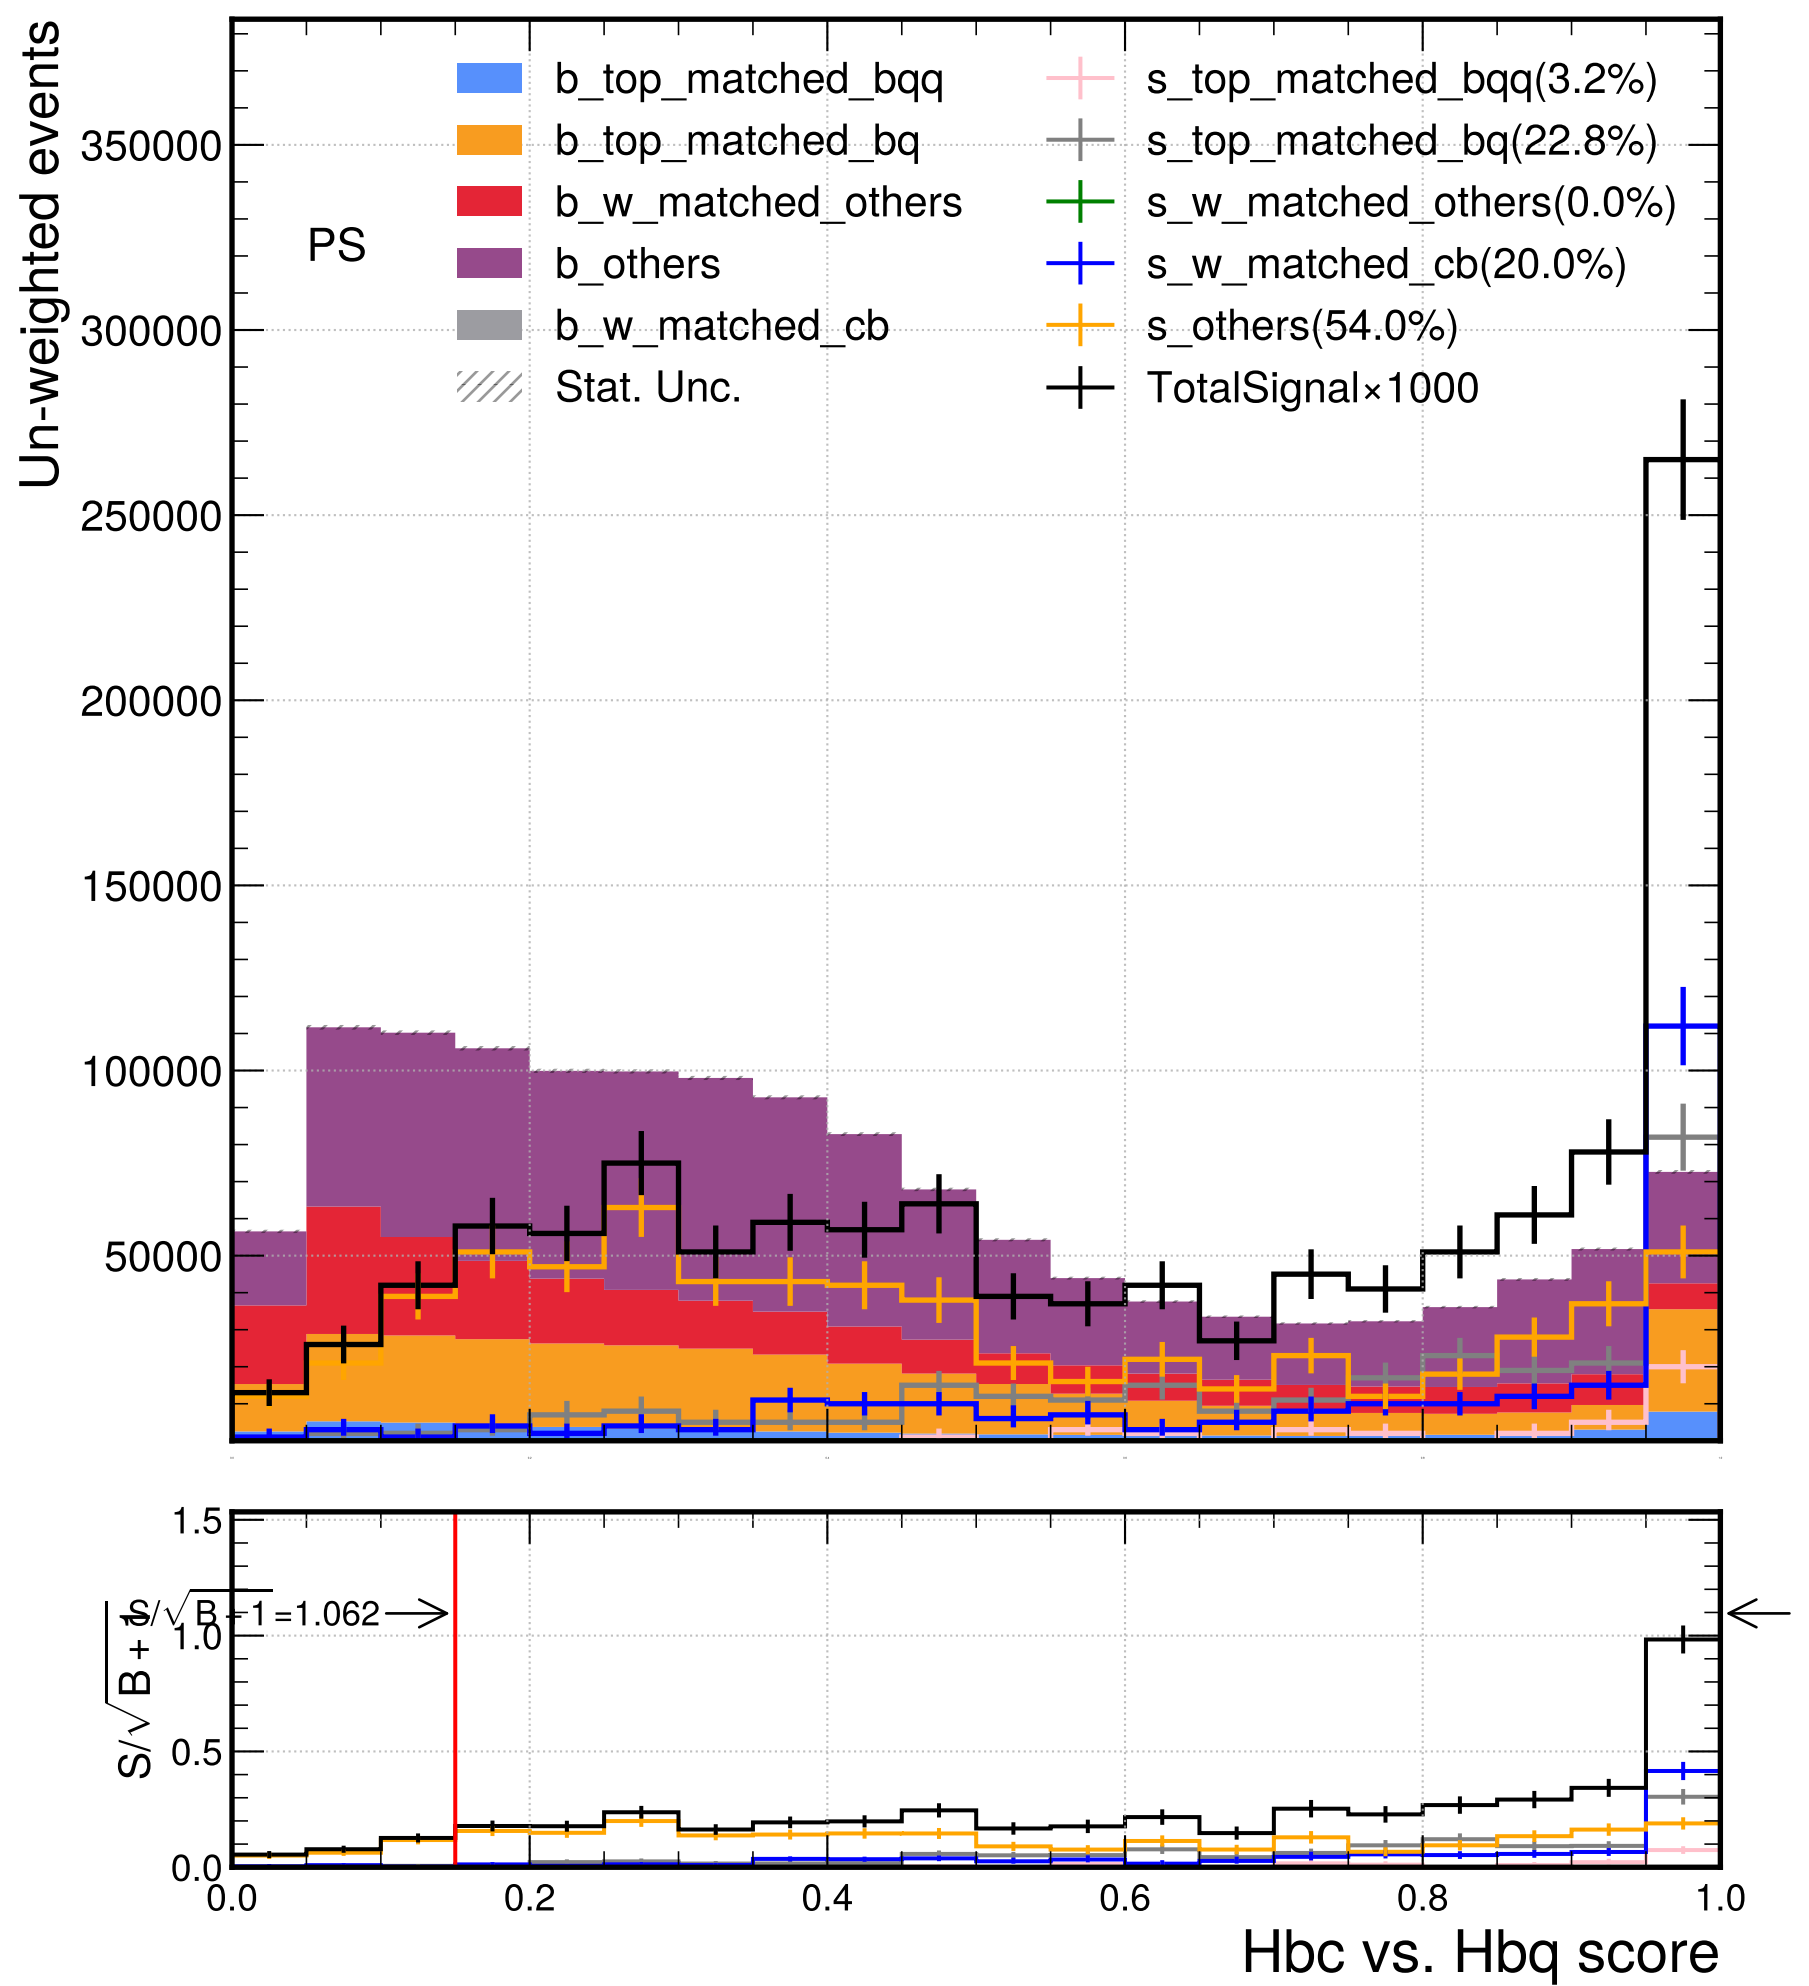 Un-weighted events
350000
300000
250000
200000
150000
100000
50000
PS
b_top_matched_bqq
b_top_matched_bq
b_w_matched_others
b_others
b_w_matched_cb
Stat. Unc.
s_top_matched_bqq(3.2%)
s_top_matched_bq(22.8%)
s_w_matched_others(0.0%)
s_w_matched_cb(20.0%)
s_others(54.0%)
TotalSignal×1000
S/√B + 1
1.5
1.0
0.5
0.0
S/√B + 1 =1.062
0.0 0.2 0.4 0.6 0.8 1.0
Hbc vs. Hbq score